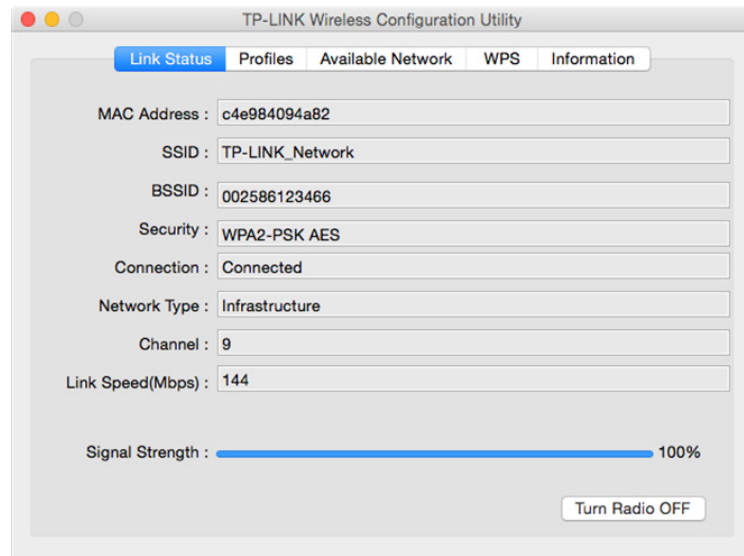 TP-LINK Wireless Configuration Utility
Link Status Profiles Available Network WPS Information
MAC Address : c4e984094a82
SSID : TP-LINK_Network
BSSID : 002586123466
Security : WPA2-PSK AES
Connection : Connected
Network Type : Infrastructure
Channel : 9
Link Speed(Mbps) : 144
Signal Strength : 100%
Turn Radio OFF